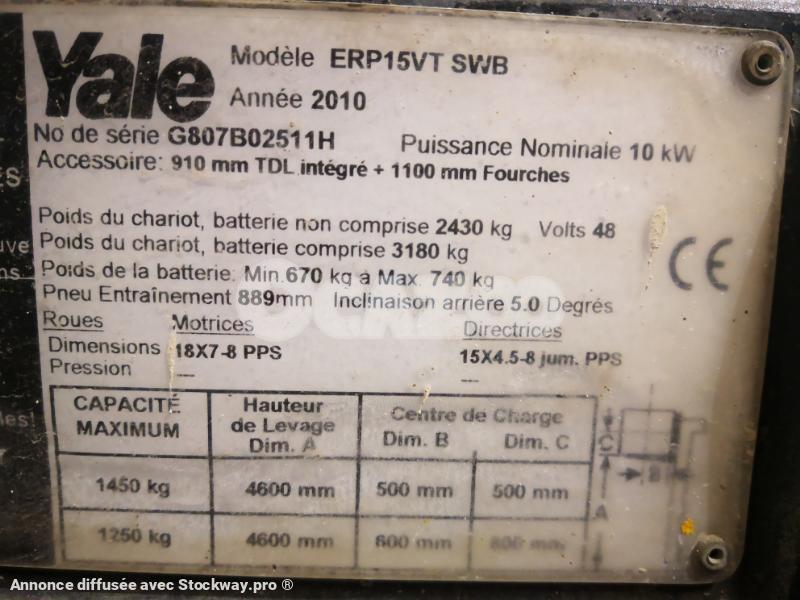 Yale
Modèle ERP15VT SWB
Année 2010
No de série G807B02511H Puissance Nominale 10 kW
Accessoire: 910 mm TDL intégré + 1100 mm Fourches
Poids du chariot, batterie non comprise 2430 kg Volts 48
Poids du chariot, batterie comprise 3180 kg
Poids de la batterie: Min.670 kg a Max. 740 kg
Pneu Entraînement 889mm Inclinaison arrière 5.0 Degrés
CE
Roues Motrices Directrices
Dimensions 18X7-8 PPS 15X4.5-8 jum. PPS
Pression — —
CAPACITÉ MAXIMUM Hauteur de Levage Dim. A Centre de Charge Dim. B Dim. C
1450 kg 4600 mm 500 mm 500 mm
1250 kg 4600 mm 600 mm 600 mm
C
B
A
Annonce diffusée avec Stockway.pro ®